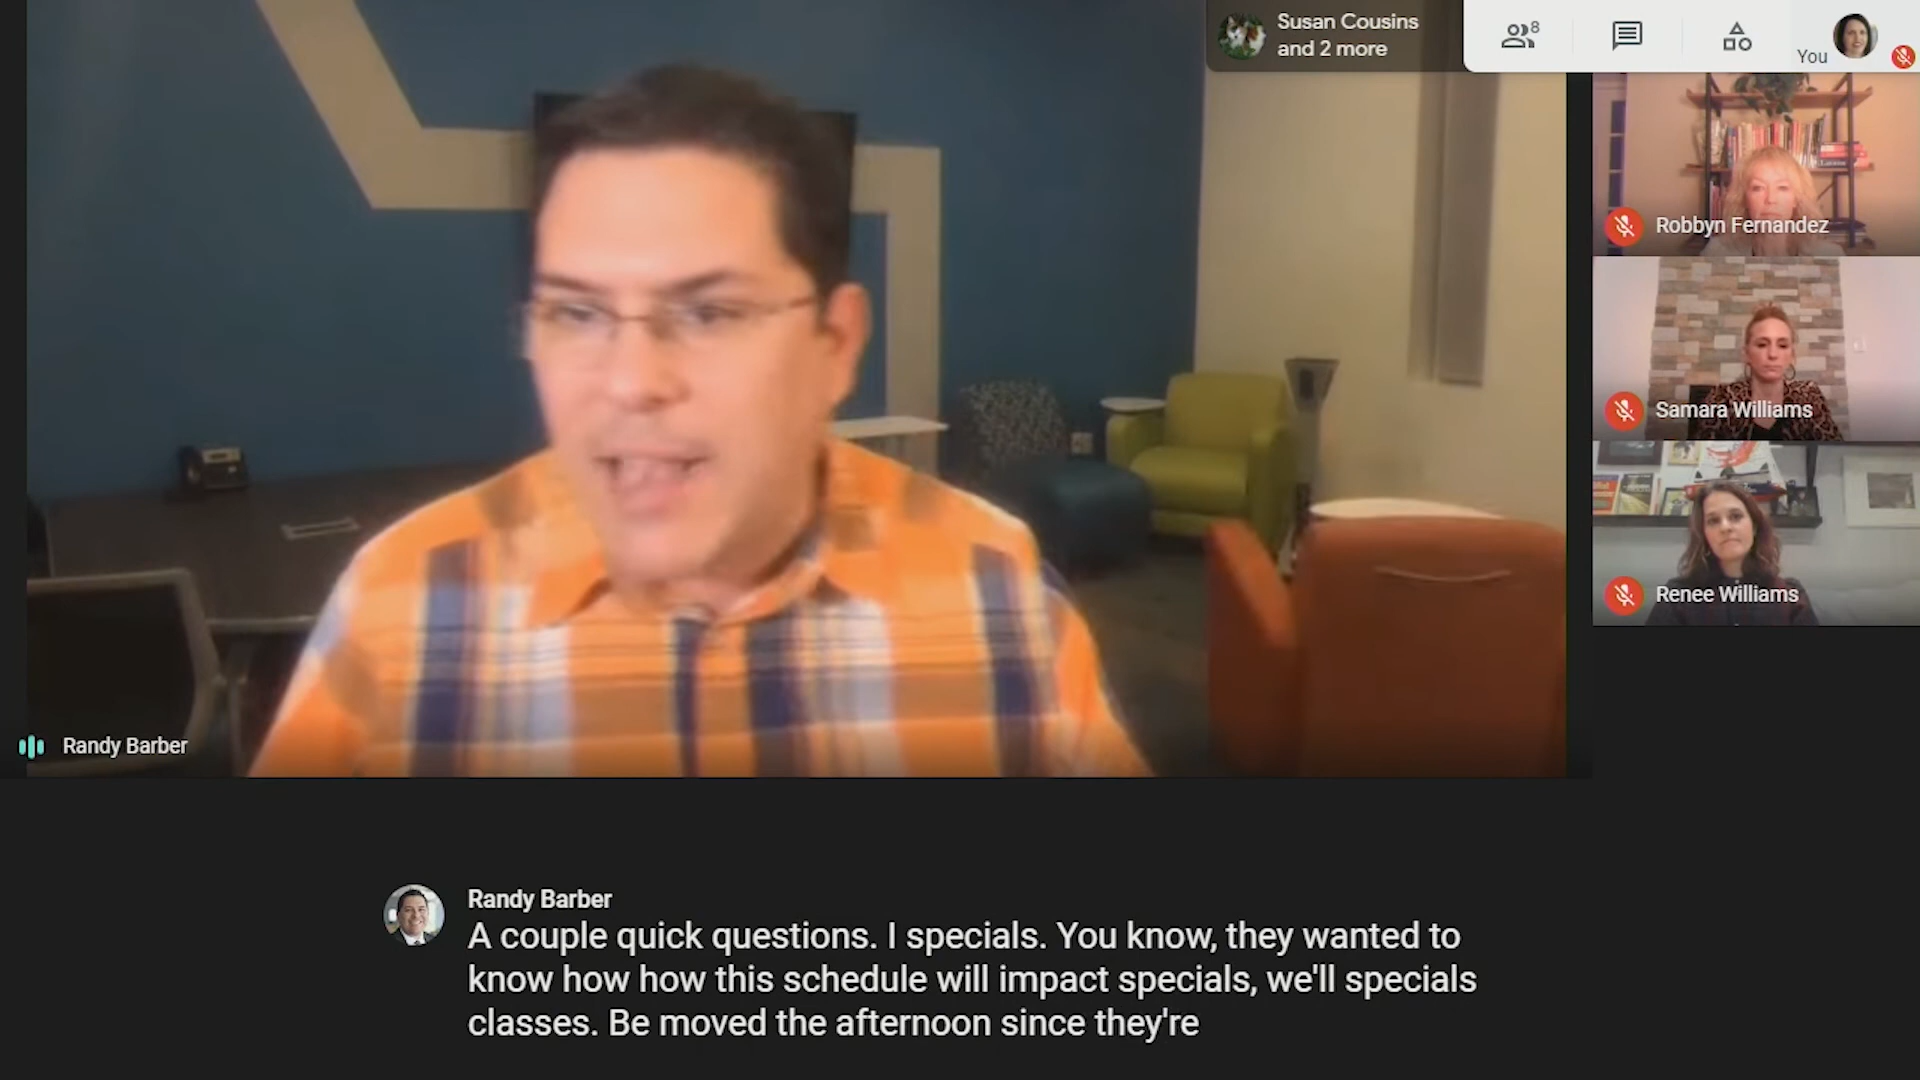 Susan Cousins
and 2 more
8
You
Robbyn Fernandez
Samara Williams
Renee Williams
Randy Barber
Randy Barber
A couple quick questions. I specials. You know, they wanted to
know how how this schedule will impact specials, we'll specials
classes. Be moved the afternoon since they're